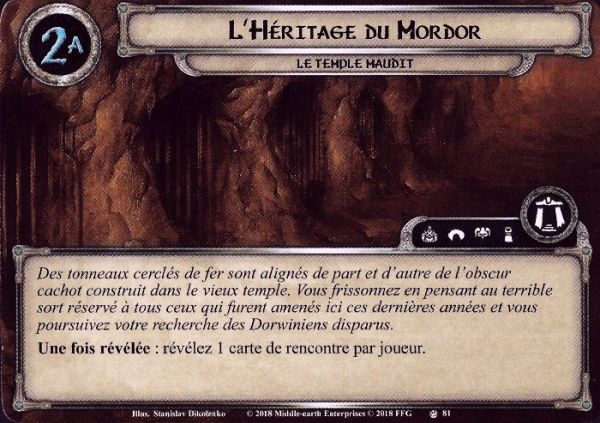 2A
L'Héritage du Mordor
Le Temple Maudit
Des tonneaux cerclés de fer sont alignés de part et d'autre de l'obscur
cachot construit dans le vieux temple. Vous frissonnez en pensant au terrible
sort réservé à tous ceux qui furent amenés ici ces dernières années et vous
poursuivez votre recherche des Dorwiniens disparus.
Une fois révélée : révélez 1 carte de rencontre par joueur.
Illus. Stanislav Dikolenko © 2018 Middle-earth Enterprises © 2018 FFG 81